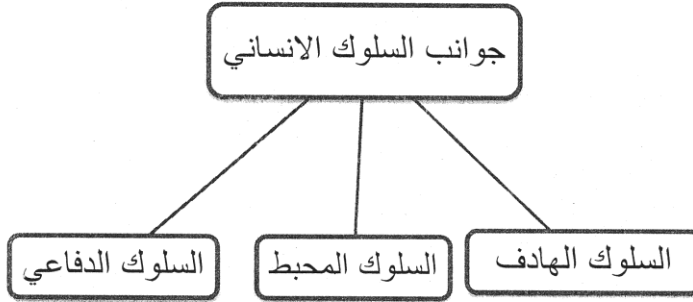 جوانب السلوك الانساني
السلوك الهادف
السلوك المحبط
السلوك الدفاعي